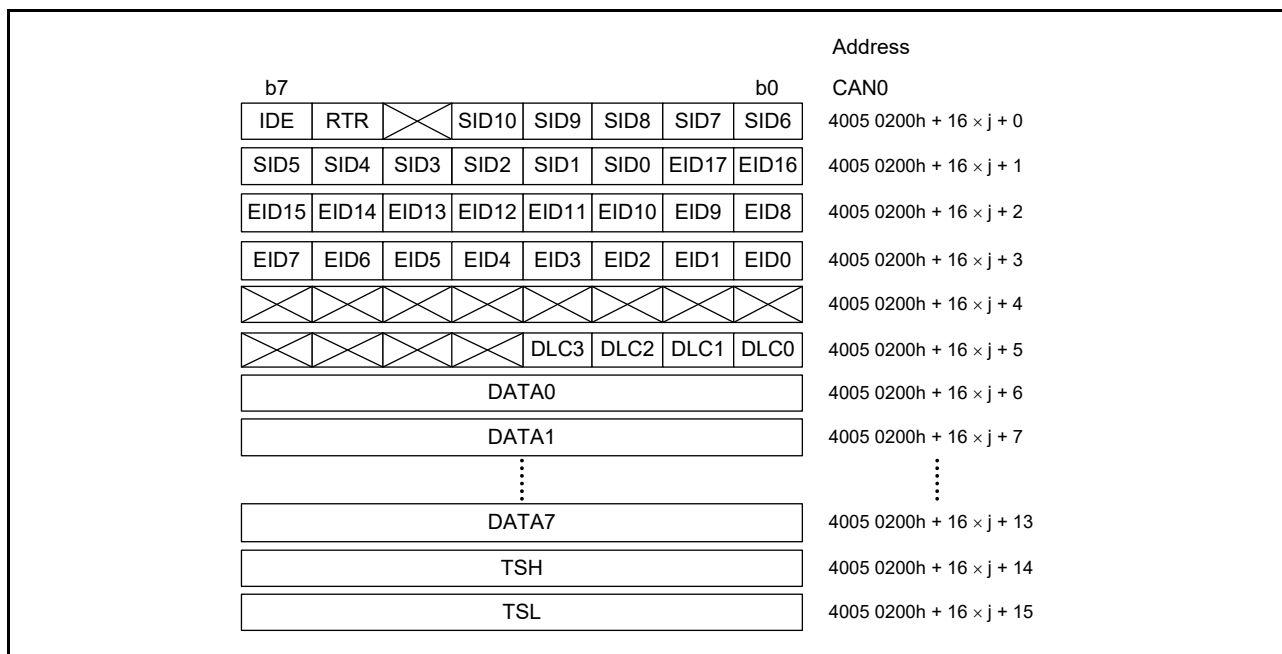 Address
b7 b0 CAN0
IDE RTR SID10 SID9 SID8 SID7 SID6 4005 0200h + 16 × j + 0
SID5 SID4 SID3 SID2 SID1 SID0 EID17 EID16 4005 0200h + 16 × j + 1
EID15 EID14 EID13 EID12 EID11 EID10 EID9 EID8 4005 0200h + 16 × j + 2
EID7 EID6 EID5 EID4 EID3 EID2 EID1 EID0 4005 0200h + 16 × j + 3
4005 0200h + 16 × j + 4
DLC3 DLC2 DLC1 DLC0 4005 0200h + 16 × j + 5
DATA0 4005 0200h + 16 × j + 6
DATA1 4005 0200h + 16 × j + 7
DATA7 4005 0200h + 16 × j + 13
TSH 4005 0200h + 16 × j + 14
TSL 4005 0200h + 16 × j + 15